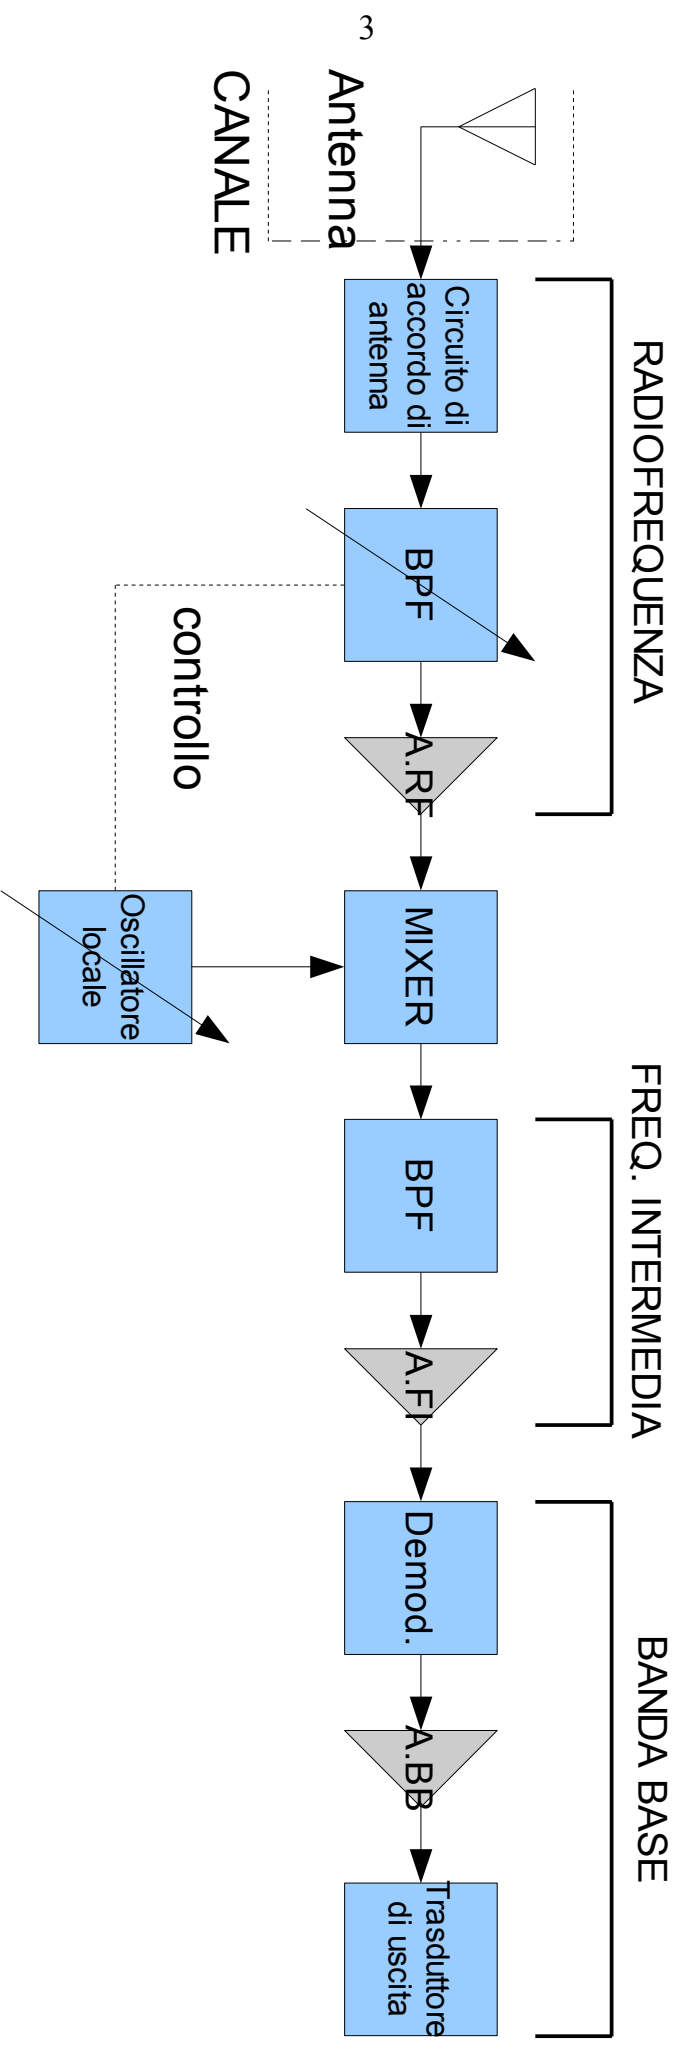 3
Antenna
CANALE
RADIOFREQUENZA
Circuito di
accordo di
antenna
BPF
A.RF
controllo
Oscillatore
locale
MIXER
FREQ. INTERMEDIA
BPF
A.FI
BANDA BASE
Demod.
A.BB
Trasduttore
di uscita